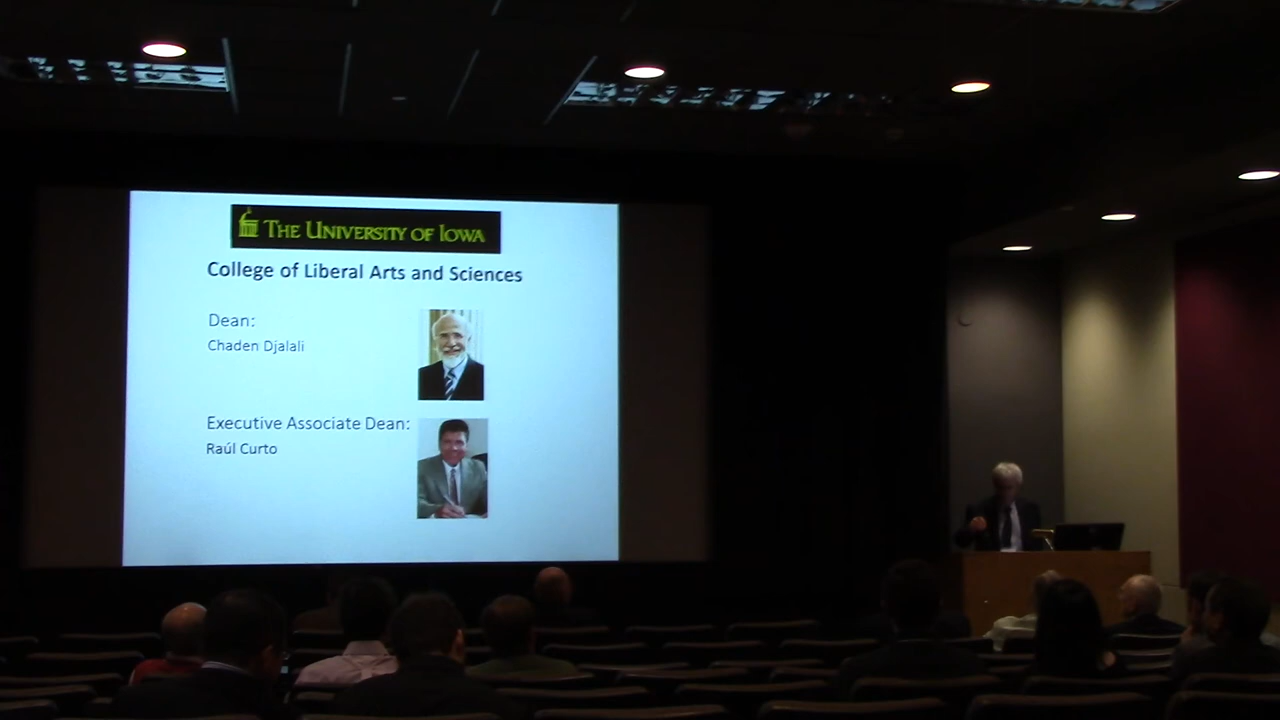 THE UNIVERSITY OF IOWA
College of Liberal Arts and Sciences
Dean:
Chaden Djalali
Executive Associate Dean:
Raúl Curto